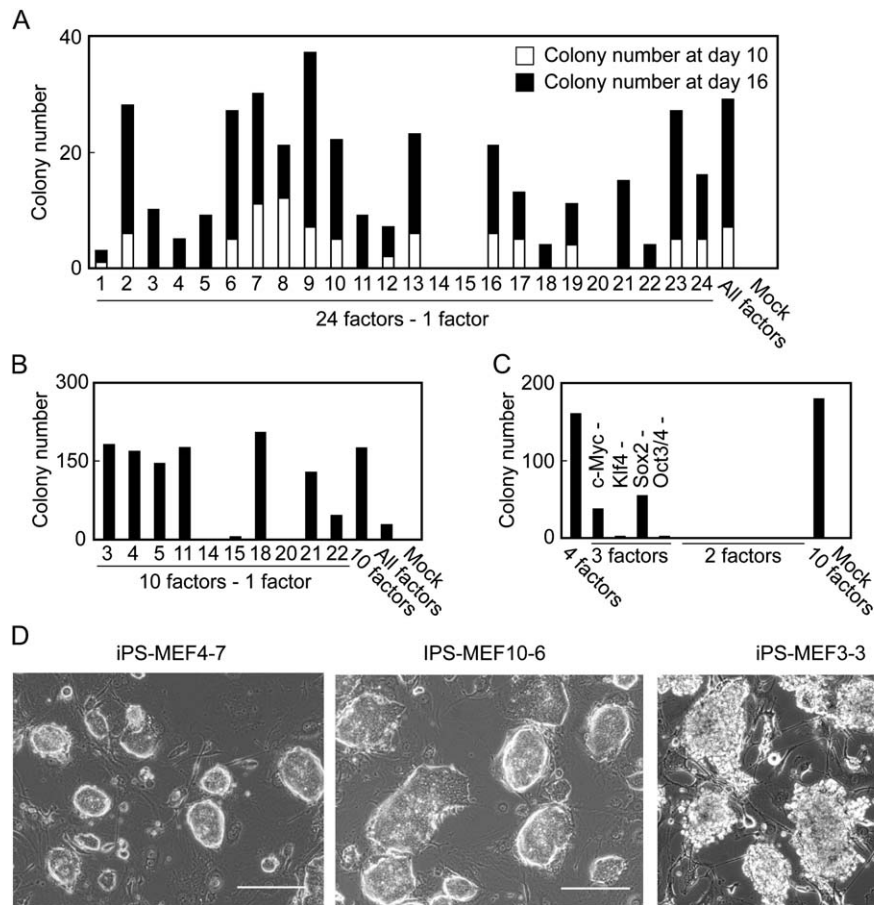 A
40
20
0
Colony number
Colony number at day 10
Colony number at day 16
1 2 3 4 5 6 7 8 9 10 11 12 13 14 15 16 17 18 19 20 21 22 23 24 All factors Mock
24 factors - 1 factor
B
300
150
0
Colony number
3 4 5 11 14 15 18 20 21 22 10 factors All factors Mock
10 factors - 1 factor
C
200
100
0
Colony number
c-Myc -
Klf4 -
Sox2 -
Oct3/4 -
4 factors 3 factors 2 factors 10 factors Mock
D
iPS-MEF4-7 IPS-MEF10-6 iPS-MEF3-3